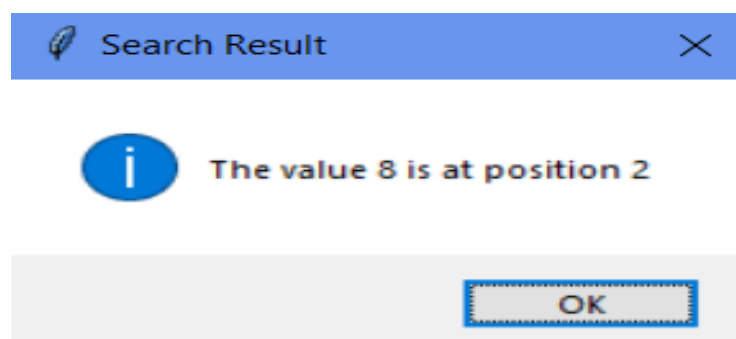 Search Result
The value 8 is at position 2
OK